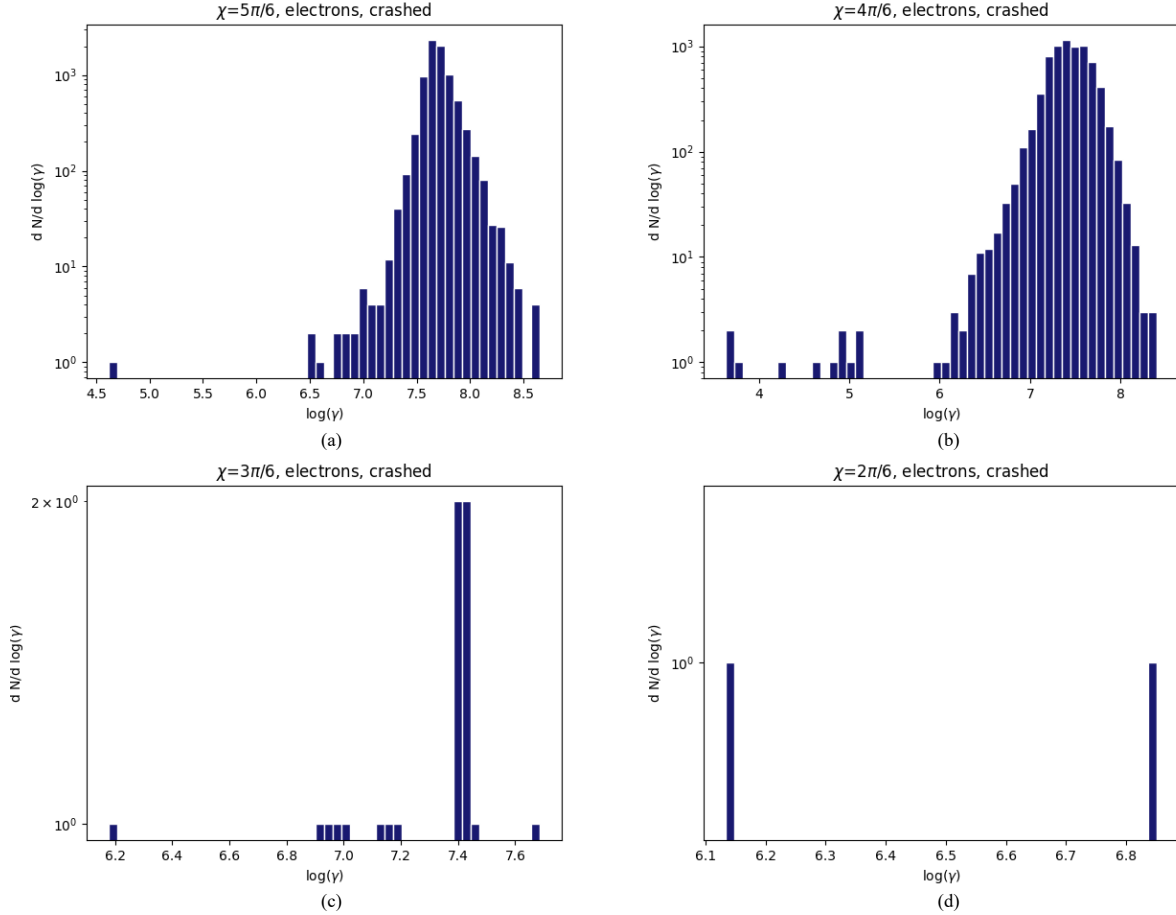 χ=5π/6, electrons, crashed
d N/d log(γ)
10³
10²
10¹
10⁰
4.5 5.0 5.5 6.0 6.5 7.0 7.5 8.0 8.5
log(γ)
(a)
χ=4π/6, electrons, crashed
d N/d log(γ)
10³
10²
10¹
10⁰
4 5 6 7 8
log(γ)
(b)
χ=3π/6, electrons, crashed
d N/d log(γ)
2 × 10⁰
10⁰
6.2 6.4 6.6 6.8 7.0 7.2 7.4 7.6
log(γ)
(c)
χ=2π/6, electrons, crashed
d N/d log(γ)
10⁰
6.1 6.2 6.3 6.4 6.5 6.6 6.7 6.8
log(γ)
(d)